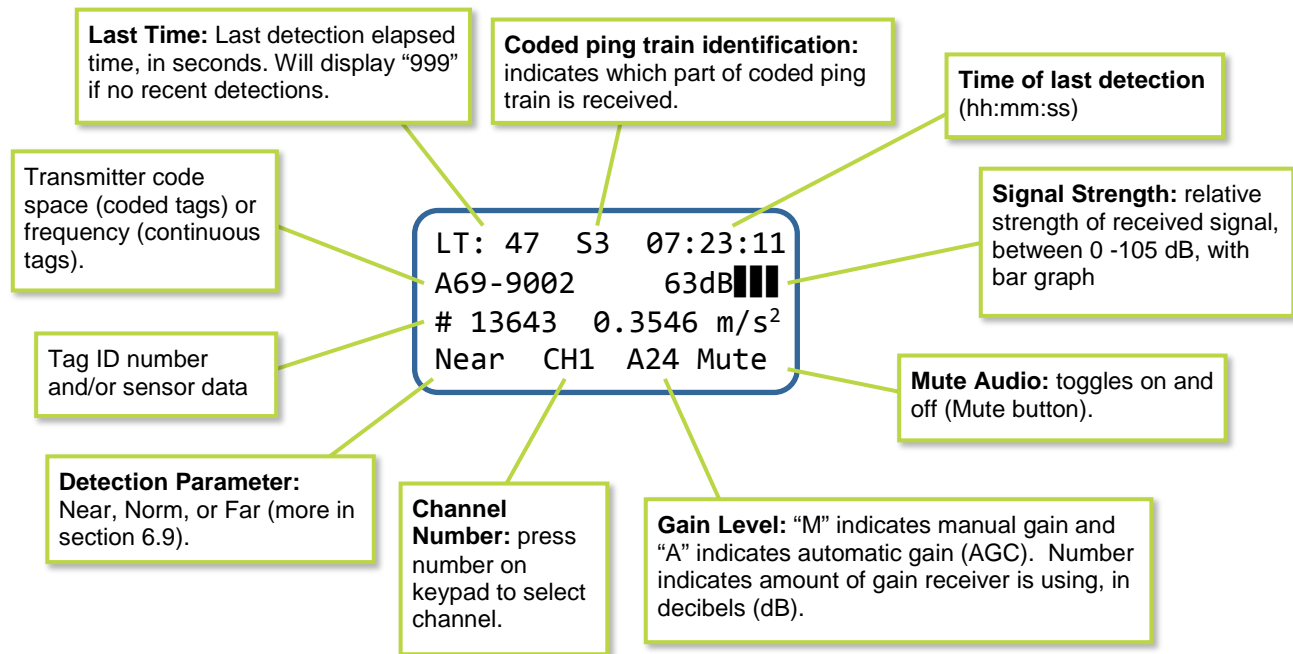 Last Time: Last detection elapsed
time, in seconds. Will display “999”
if no recent detections.
Coded ping train identification:
indicates which part of coded ping
train is received.
Time of last detection
(hh:mm:ss)
Transmitter code
space (coded tags) or
frequency (continuous
tags).
Signal Strength: relative
strength of received signal,
between 0 -105 dB, with
bar graph
LT: 47 S3 07:23:11
A69-9002 63dB
# 13643 0.3546 m/s²
Near CH1 A24 Mute
Tag ID number
and/or sensor data
Mute Audio: toggles on and
off (Mute button).
Detection Parameter:
Near, Norm, or Far (more in
section 6.9).
Channel
Number: press
number on
keypad to select
channel.
Gain Level: “M” indicates manual gain and
“A” indicates automatic gain (AGC). Number
indicates amount of gain receiver is using, in
decibels (dB).